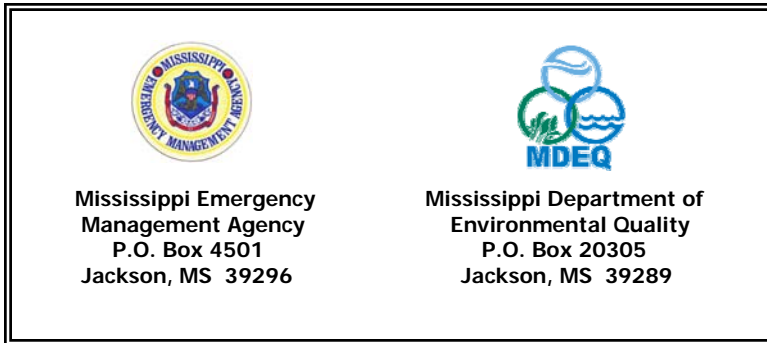 MISSISSIPPI
EMERGENCY MANAGEMENT AGENCY
MDEQ
Mississippi Emergency
Management Agency
P.O. Box 4501
Jackson, MS 39296
Mississippi Department of
Environmental Quality
P.O. Box 20305
Jackson, MS 39289